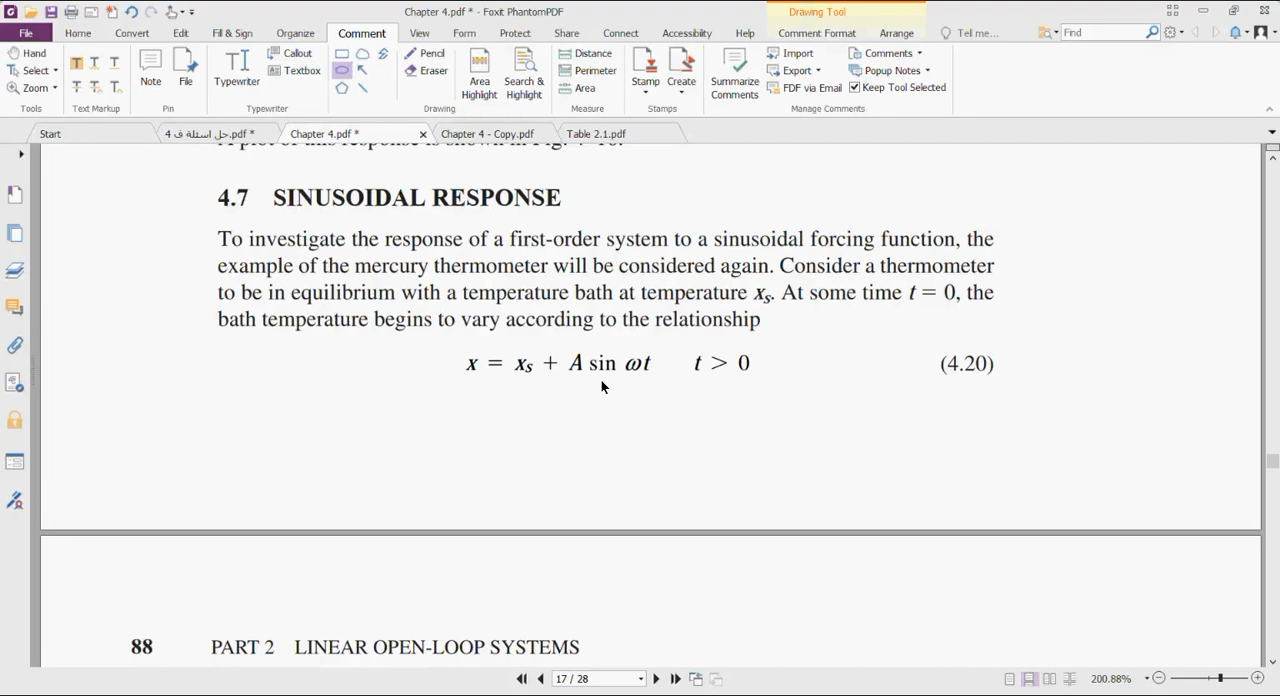 Chapter 4.pdf * - Foxit PhantomPDF
Drawing Tool
File Home Convert Edit Fill & Sign Organize Comment View Form Protect Share Connect Accessibility Help Comment Format Arrange Tell me... Find
Hand
Select
Zoom
Tools
Text Markup
Note
File
Pin
Typewriter
Callout
Textbox
Typewriter
Pencil
Eraser
Drawing
Area Highlight
Search & Highlight
Distance
Perimeter
Area
Measure
Stamp
Create
Stamps
Summarize Comments
Import
Export
FDF via Email
Comments
Popup Notes
Keep Tool Selected
Manage Comments
Start
حل اسئلة ف 4.pdf *
Chapter 4.pdf *
Chapter 4 - Copy.pdf
Table 2.1.pdf
4.7 SINUSOIDAL RESPONSE
To investigate the response of a first-order system to a sinusoidal forcing function, the
example of the mercury thermometer will be considered again. Consider a thermometer
to be in equilibrium with a temperature bath at temperature xₛ. At some time t = 0, the
bath temperature begins to vary according to the relationship
x = xₛ + A sin ωt t > 0 (4.20)
88 PART 2 LINEAR OPEN-LOOP SYSTEMS
17 / 28
200.88%